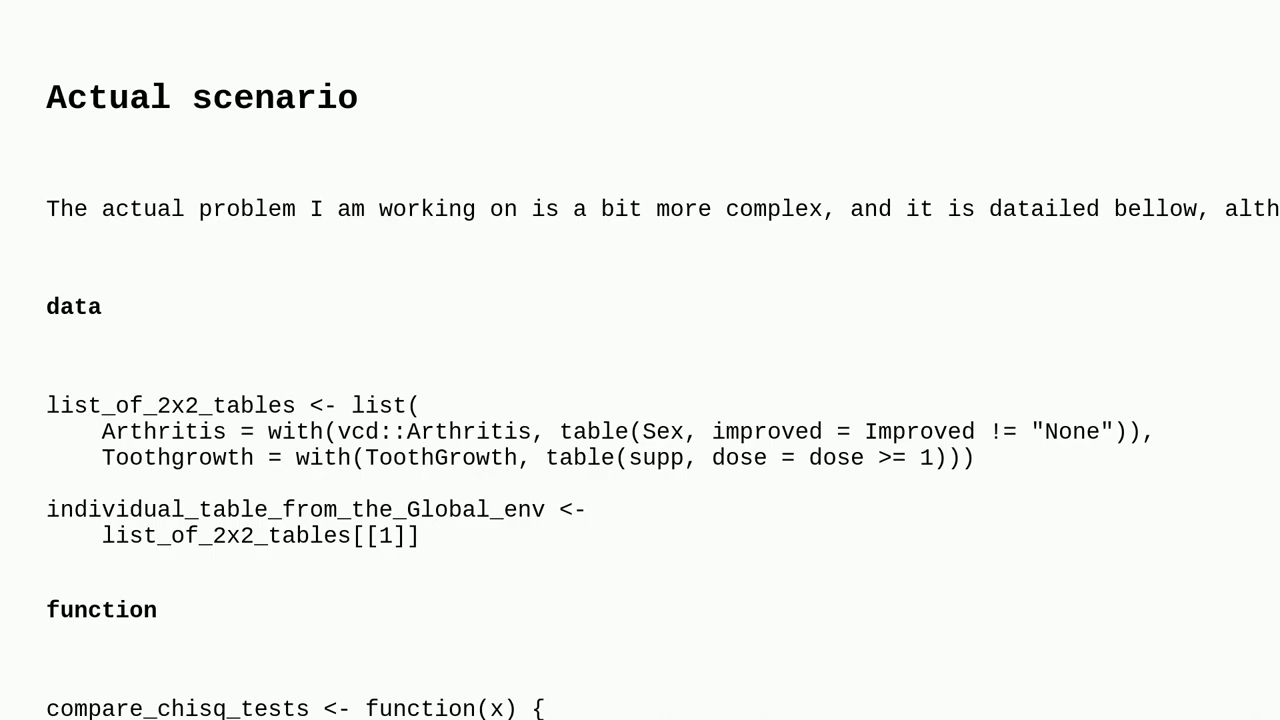 Actual scenario
The actual problem I am working on is a bit more complex, and it is datailed bellow, alth
data
list_of_2x2_tables <- list(
    Arthritis = with(vcd::Arthritis, table(Sex, improved = Improved != "None")),
    Toothgrowth = with(ToothGrowth, table(supp, dose = dose >= 1)))
individual_table_from_the_Global_env <-
    list_of_2x2_tables[[1]]
function
compare_chisq_tests <- function(x) {